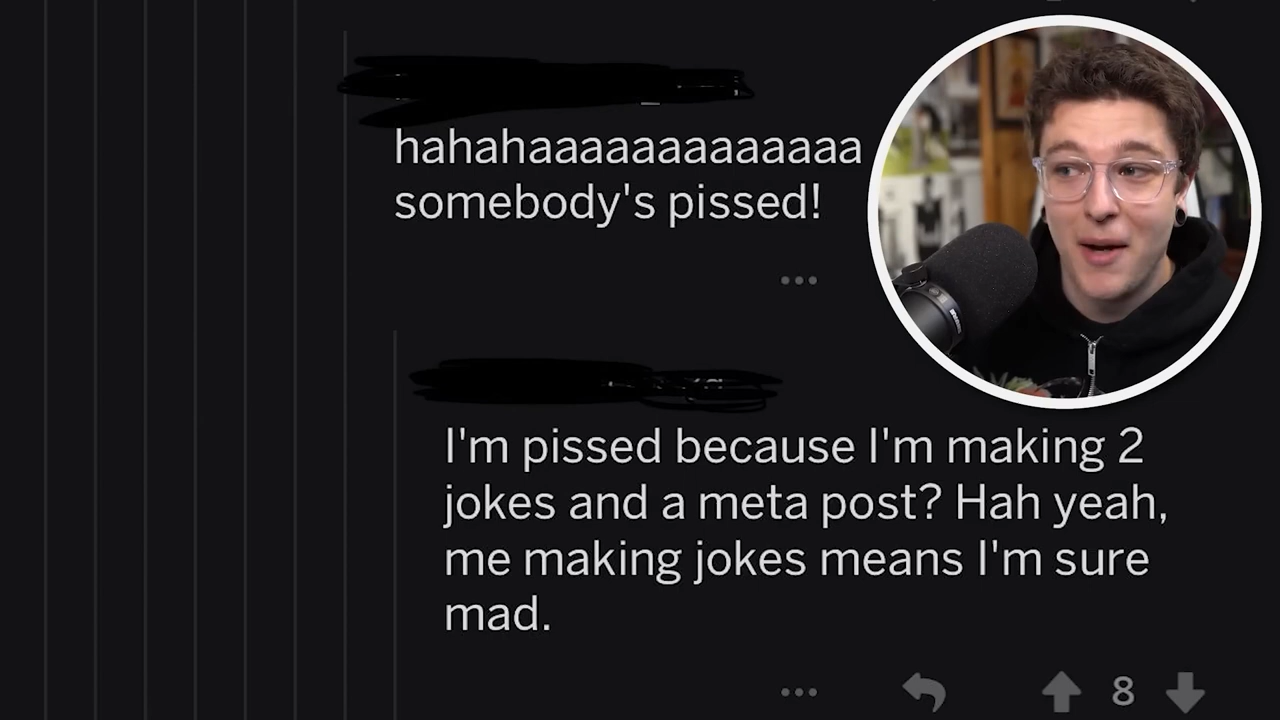 hahahaaaaaaaaaaaaa
somebody's pissed!
I'm pissed because I'm making 2
jokes and a meta post? Hah yeah,
me making jokes means I'm sure
mad.
8